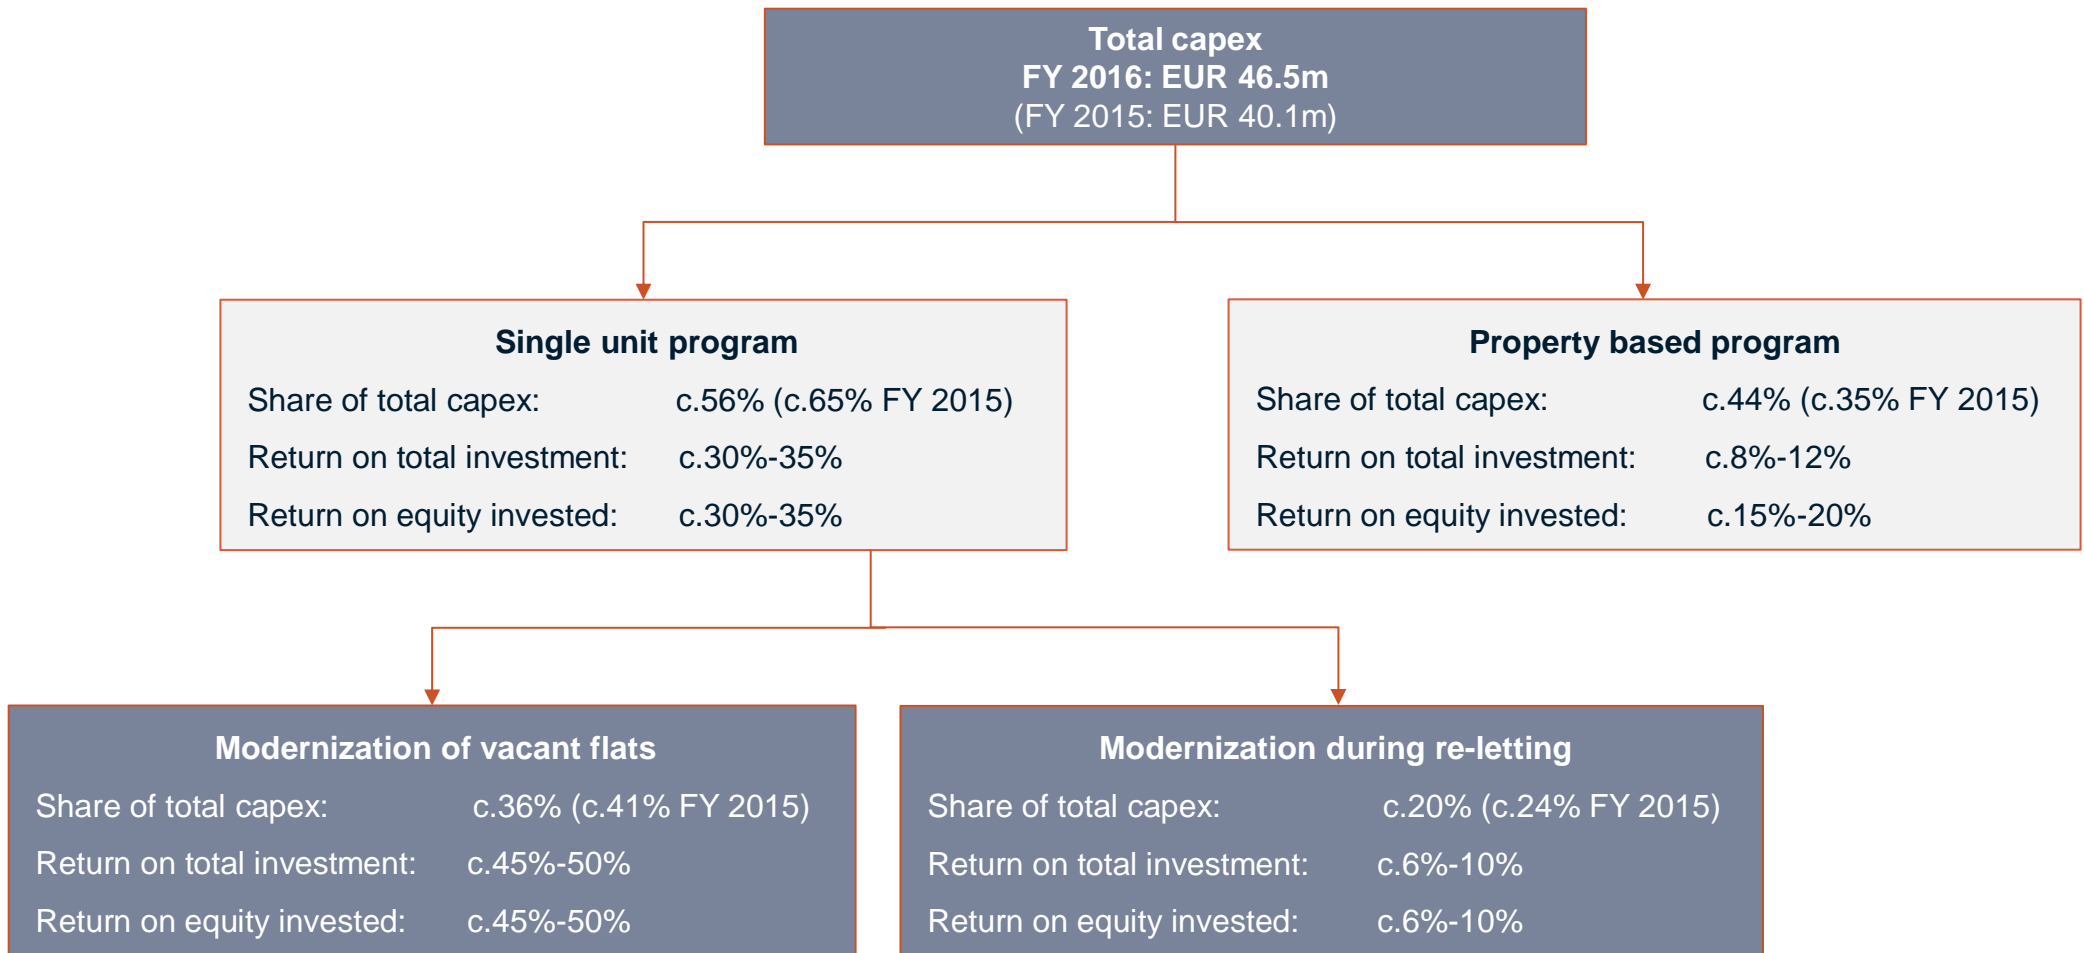 Total capex
FY 2016: EUR 46.5m
(FY 2015: EUR 40.1m)
Single unit program
Share of total capex: c.56% (c.65% FY 2015)
Return on total investment: c.30%-35%
Return on equity invested: c.30%-35%
Property based program
Share of total capex: c.44% (c.35% FY 2015)
Return on total investment: c.8%-12%
Return on equity invested: c.15%-20%
Modernization of vacant flats
Share of total capex: c.36% (c.41% FY 2015)
Return on total investment: c.45%-50%
Return on equity invested: c.45%-50%
Modernization during re-letting
Share of total capex: c.20% (c.24% FY 2015)
Return on total investment: c.6%-10%
Return on equity invested: c.6%-10%